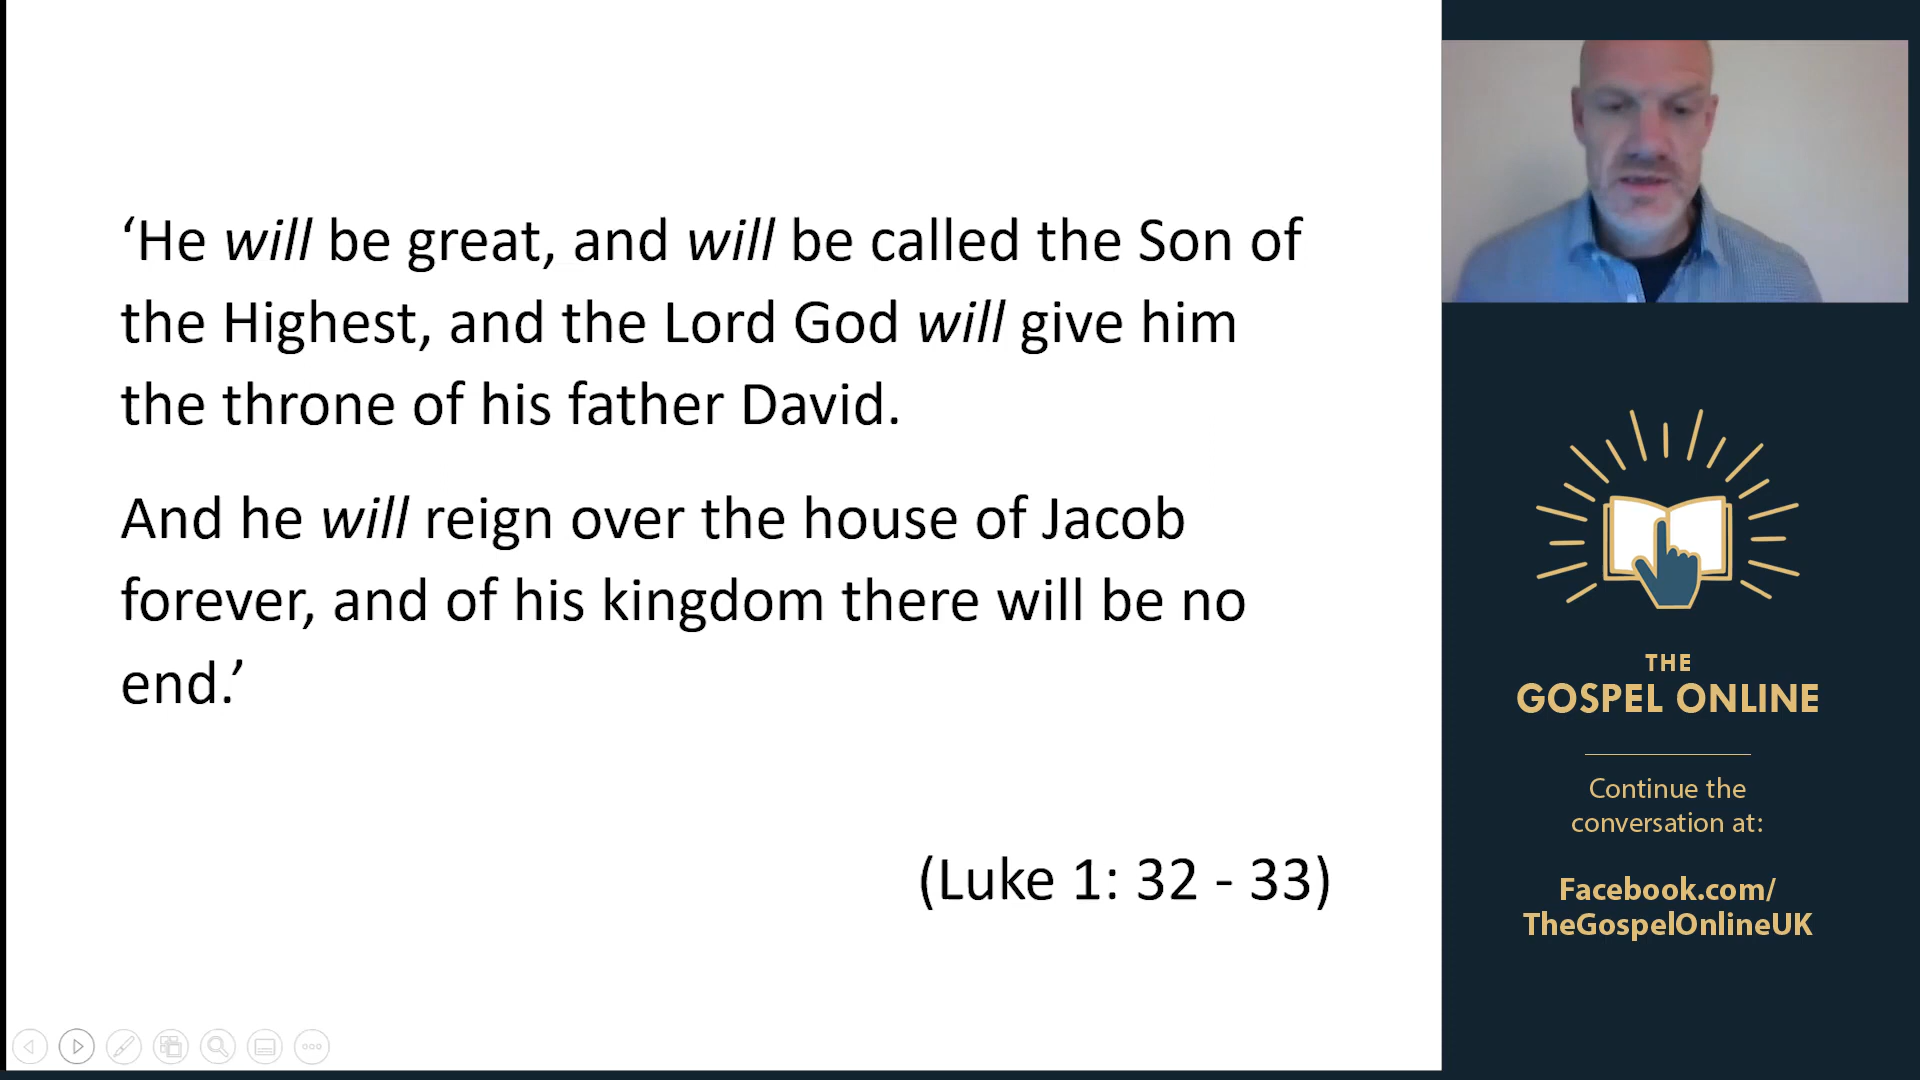 ‘He will be great, and will be called the Son of
the Highest, and the Lord God will give him
the throne of his father David.
And he will reign over the house of Jacob
forever, and of his kingdom there will be no
end.’
(Luke 1: 32 - 33)
THE
GOSPEL ONLINE
Continue the
conversation at:
Facebook.com/
TheGospelOnlineUK